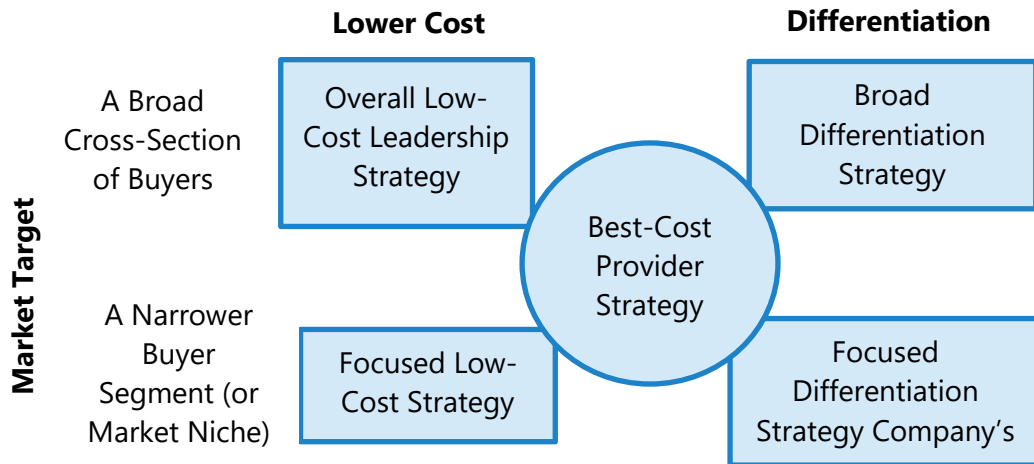 Lower Cost
Differentiation
Market Target
A Broad
Cross-Section
of Buyers
Overall Low-
Cost Leadership
Strategy
Broad
Differentiation
Strategy
Best-Cost
Provider
Strategy
A Narrower
Buyer
Segment (or
Market Niche)
Focused Low-
Cost Strategy
Focused
Differentiation
Strategy Company’s